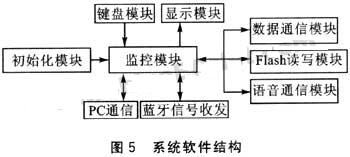 键盘模块
显示模块
数据通信模块
初始化模块
监控模块
Flash读写模块
语音通信模块
PC通信
蓝牙信号收发
图5 系统软件结构